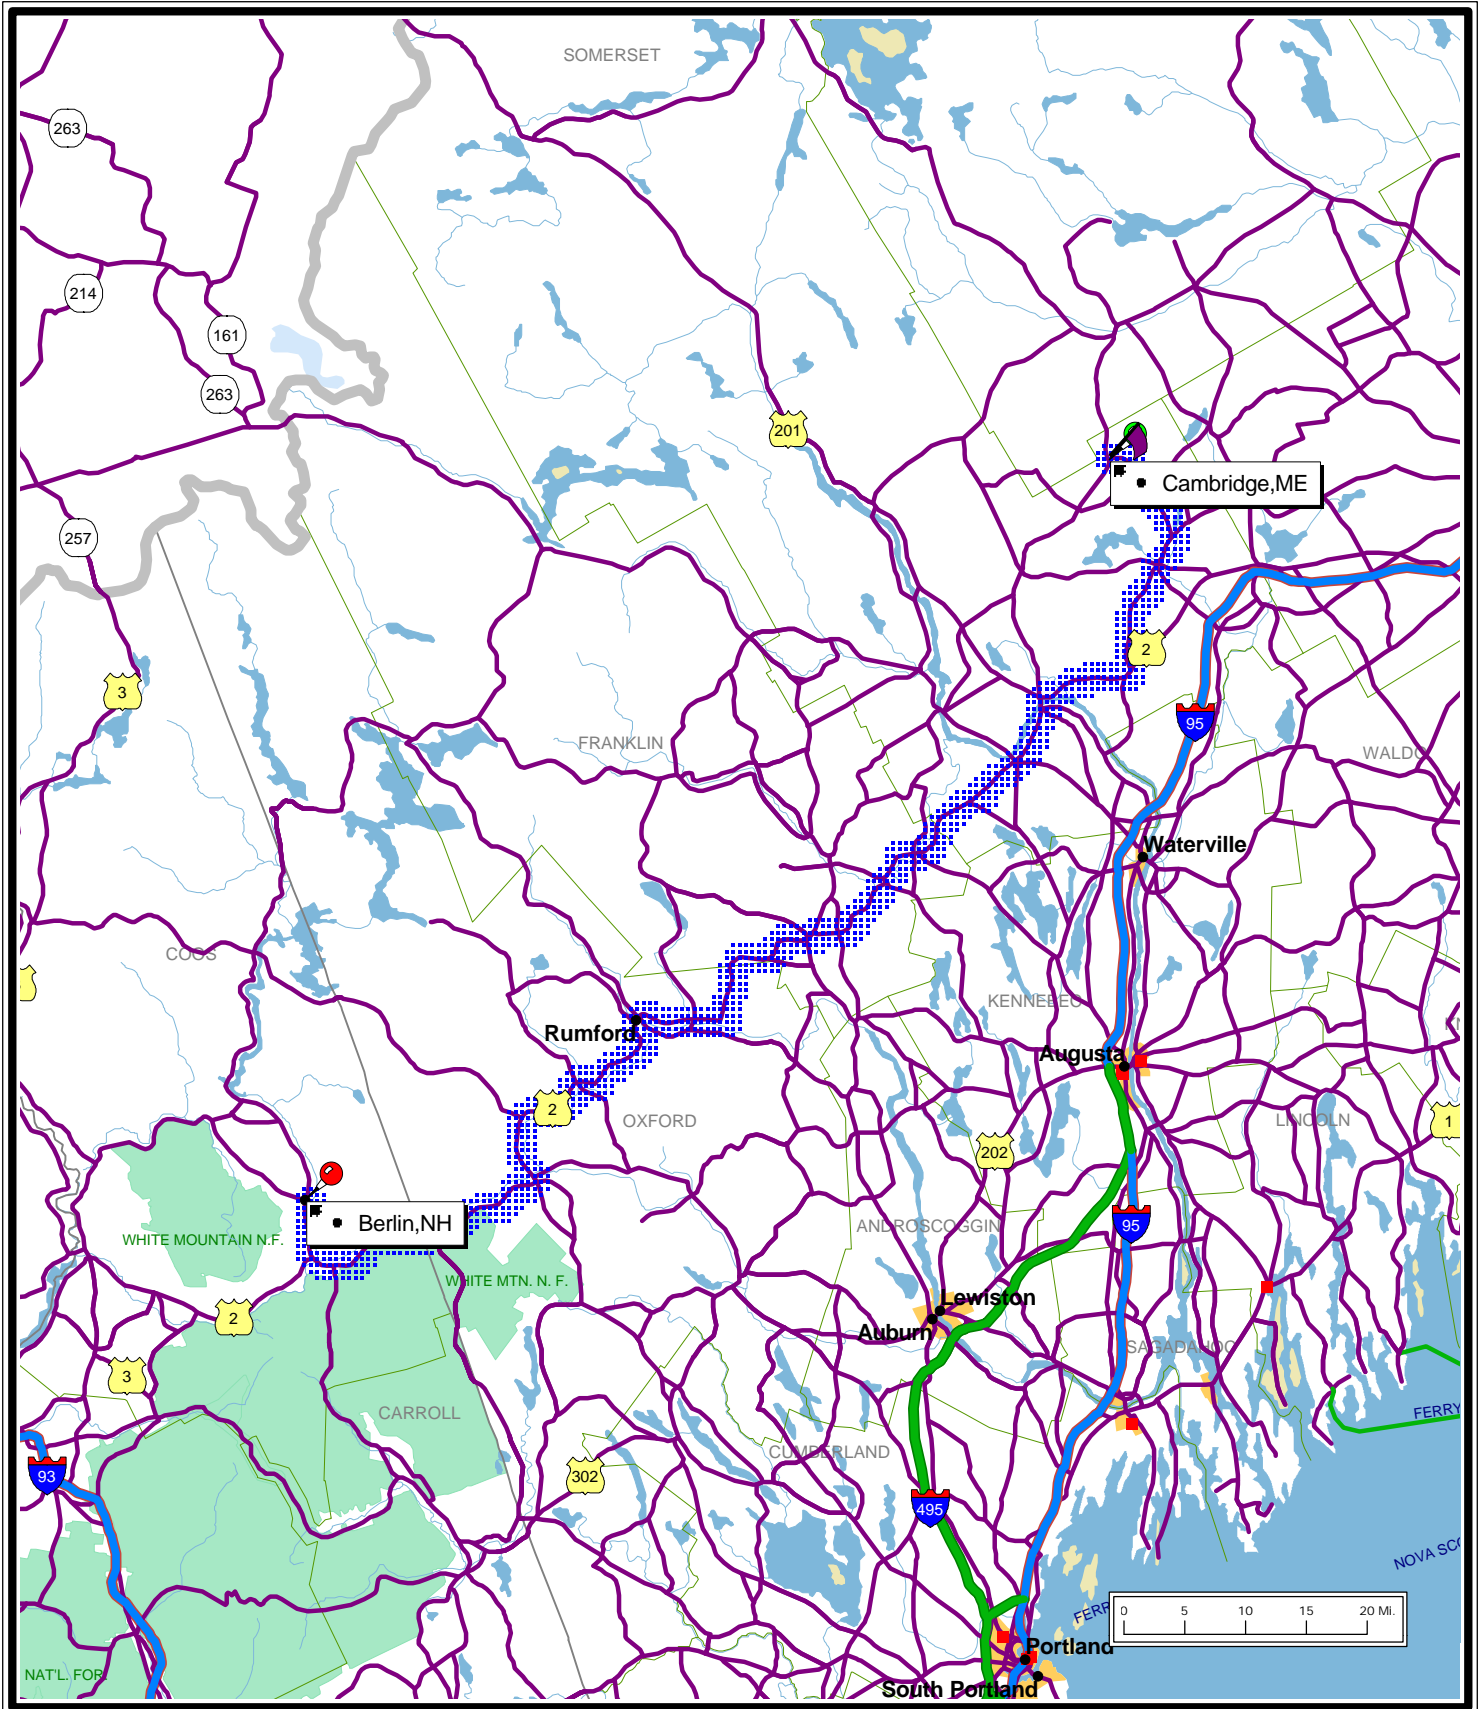 SOMERSET
263
214
161
263
201
Cambridge,ME
257
2
3
95
FRANKLIN
WALDO
Waterville
COOS
KENNEBEC
Rumford
Augusta
2
OXFORD
LINCOLN
1
202
Berlin,NH
ANDROSCOGGIN
95
WHITE MOUNTAIN N.F.
WHITE MTN. N. F.
Lewiston
2
Auburn
SAGADAHOC
3
CARROLL
FERRY
CUMBERLAND
93
302
495
NOVA SCO
FERR
0 5 10 15 20 Mi.
Portland
NAT'L. FOR.
South Portland